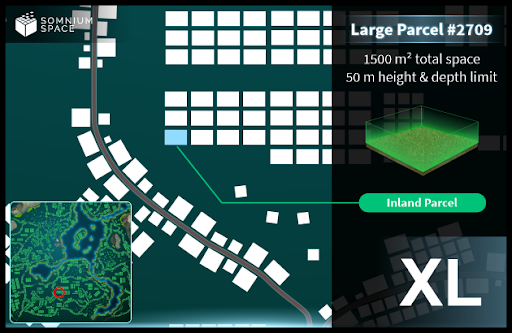 SOMNIUM
SPACE
Large Parcel #2709
1500 m² total space
50 m height & depth limit
Inland Parcel
XL